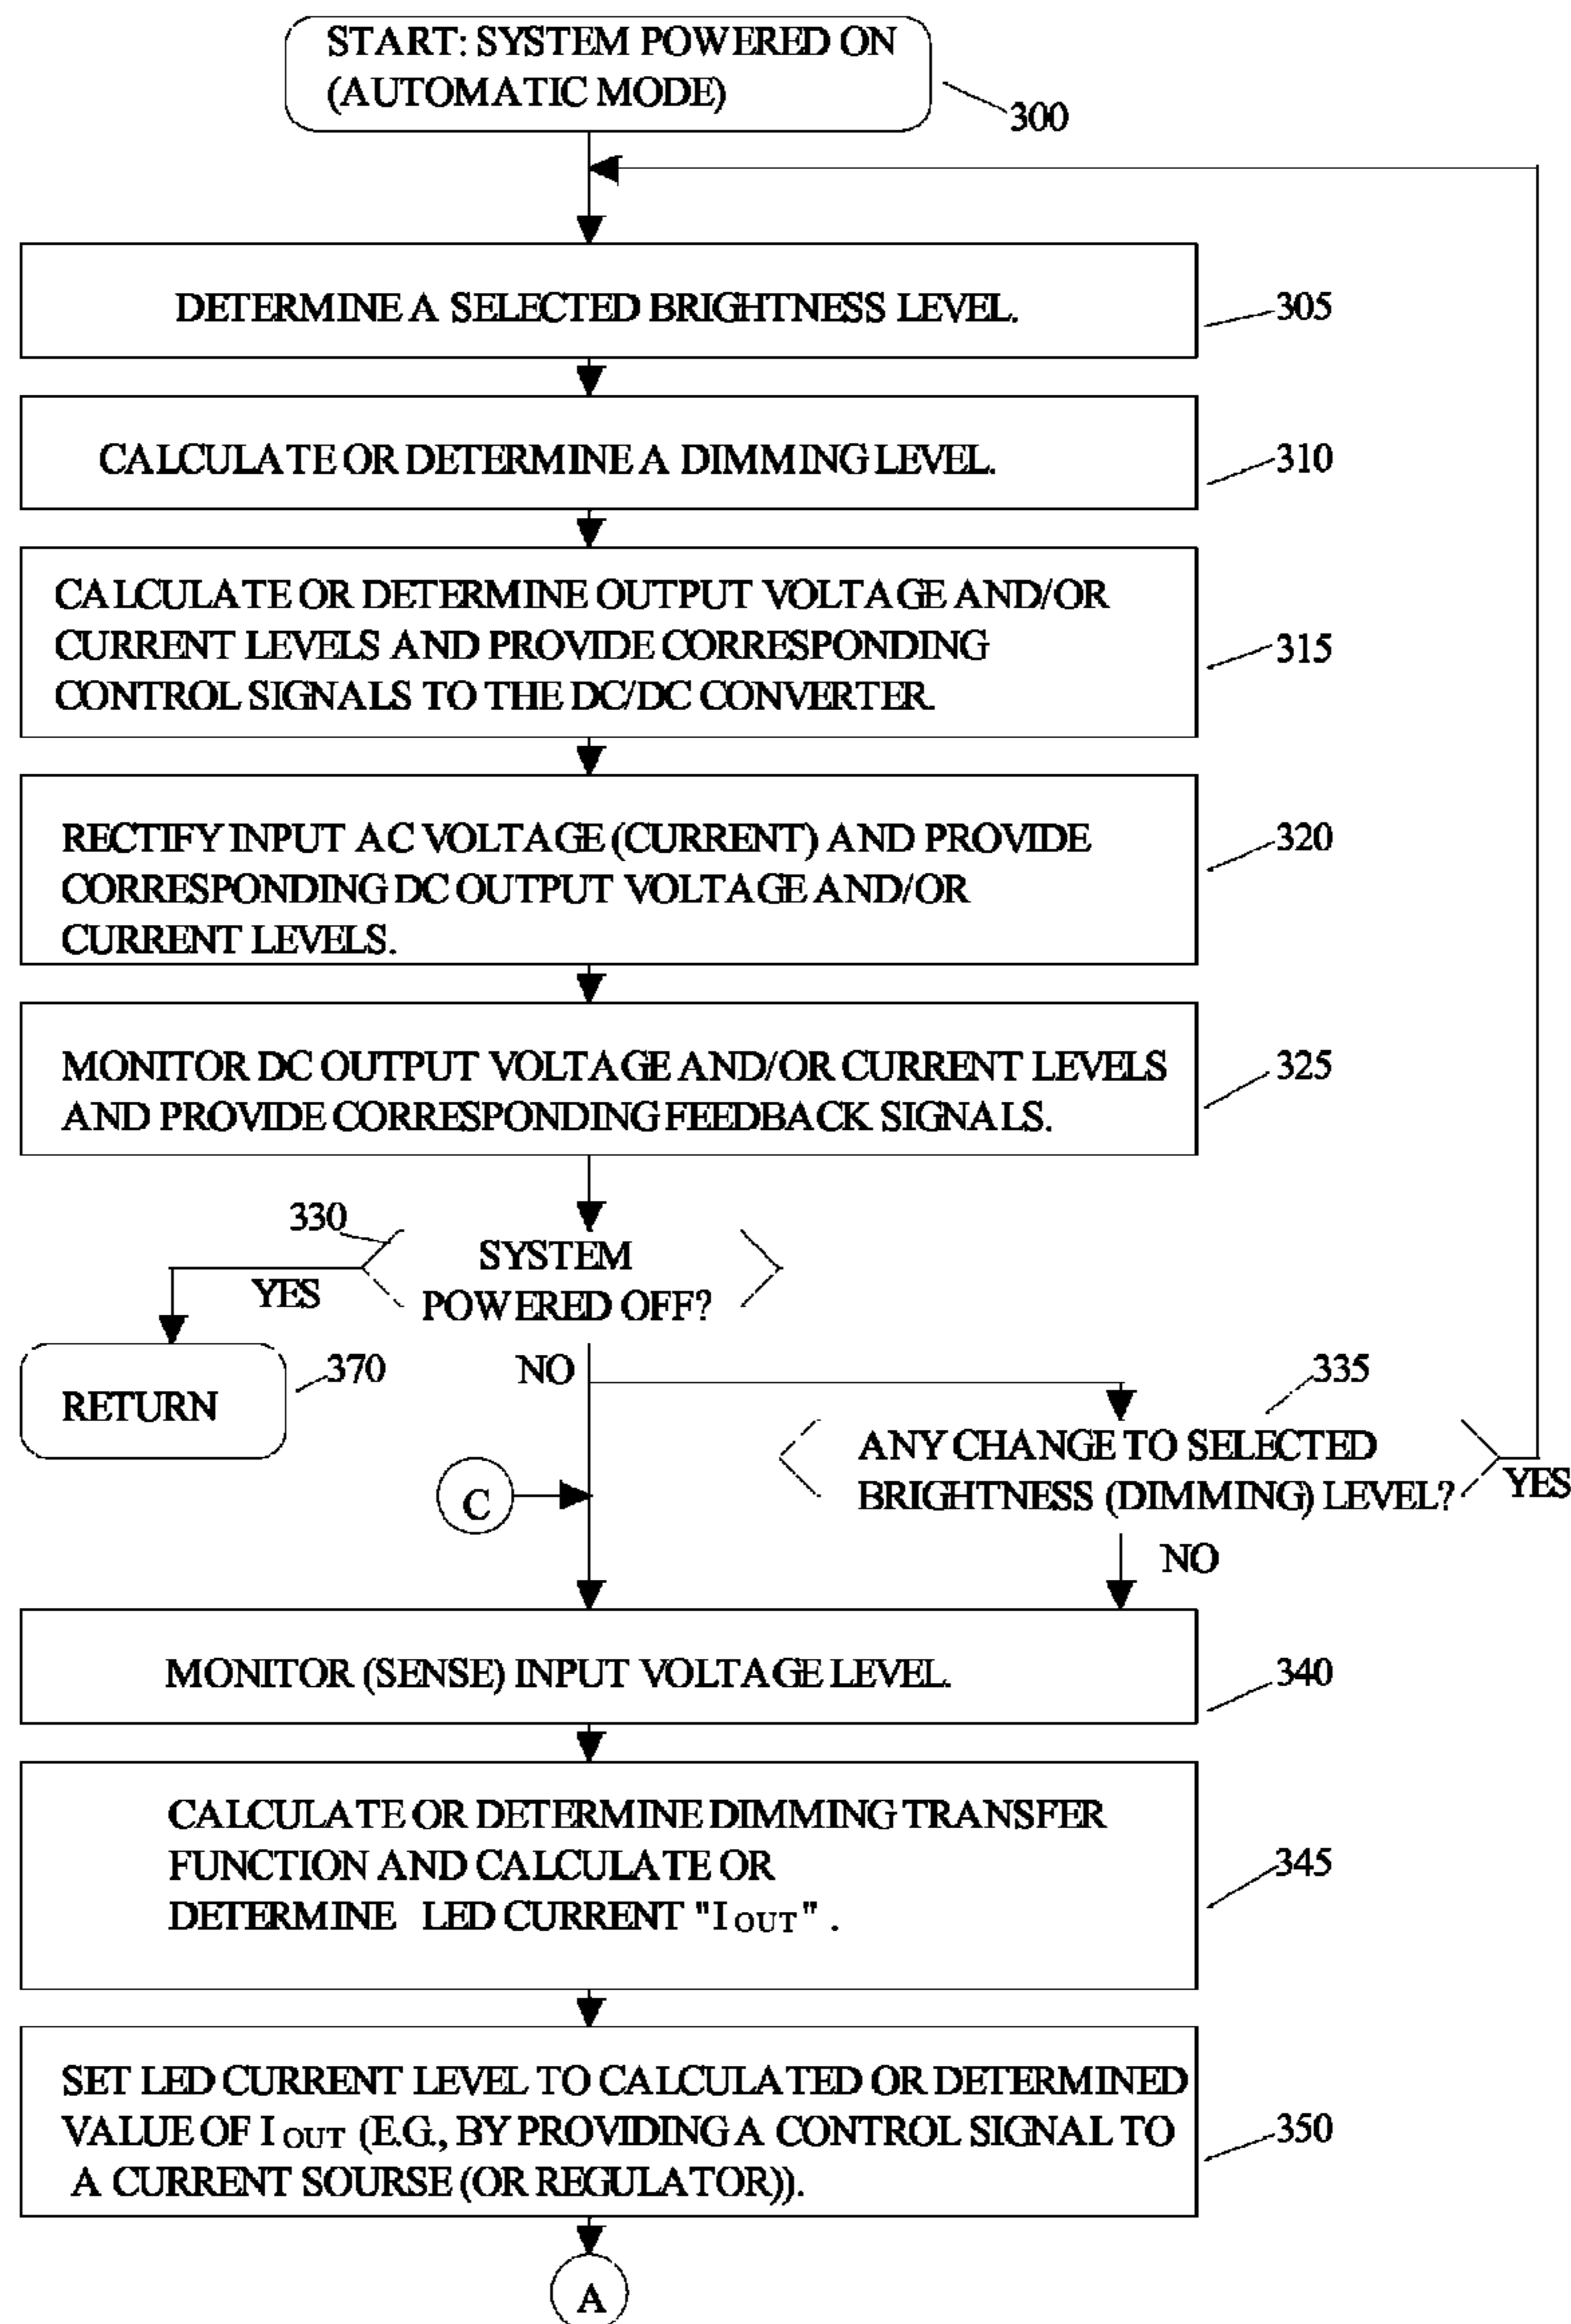 START: SYSTEM POWERED ON
(AUTOMATIC MODE)
300
DETERMINE A SELECTED BRIGHTNESS LEVEL.
305
CALCULATE OR DETERMINE A DIMMING LEVEL.
310
CALCULATE OR DETERMINE OUTPUT VOLTAGE AND/OR
CURRENT LEVELS AND PROVIDE CORRESPONDING
CONTROL SIGNALS TO THE DC/DC CONVERTER.
315
RECTIFY INPUT AC VOLTAGE (CURRENT) AND PROVIDE
CORRESPONDING DC OUTPUT VOLTAGE AND/OR
CURRENT LEVELS.
320
MONITOR DC OUTPUT VOLTAGE AND/OR CURRENT LEVELS
AND PROVIDE CORRESPONDING FEEDBACK SIGNALS.
325
330
SYSTEM
POWERED OFF?
YES
RETURN
370
NO
335
ANY CHANGE TO SELECTED
BRIGHTNESS (DIMMING) LEVEL?
YES
C
NO
MONITOR (SENSE) INPUT VOLTAGE LEVEL.
340
CALCULATE OR DETERMINE DIMMING TRANSFER
FUNCTION AND CALCULATE OR
DETERMINE LED CURRENT "I OUT" .
345
SET LED CURRENT LEVEL TO CALCULATED OR DETERMINED
VALUE OF I OUT (E.G., BY PROVIDING A CONTROL SIGNAL TO
A CURRENT SOURSE (OR REGULATOR)).
350
A